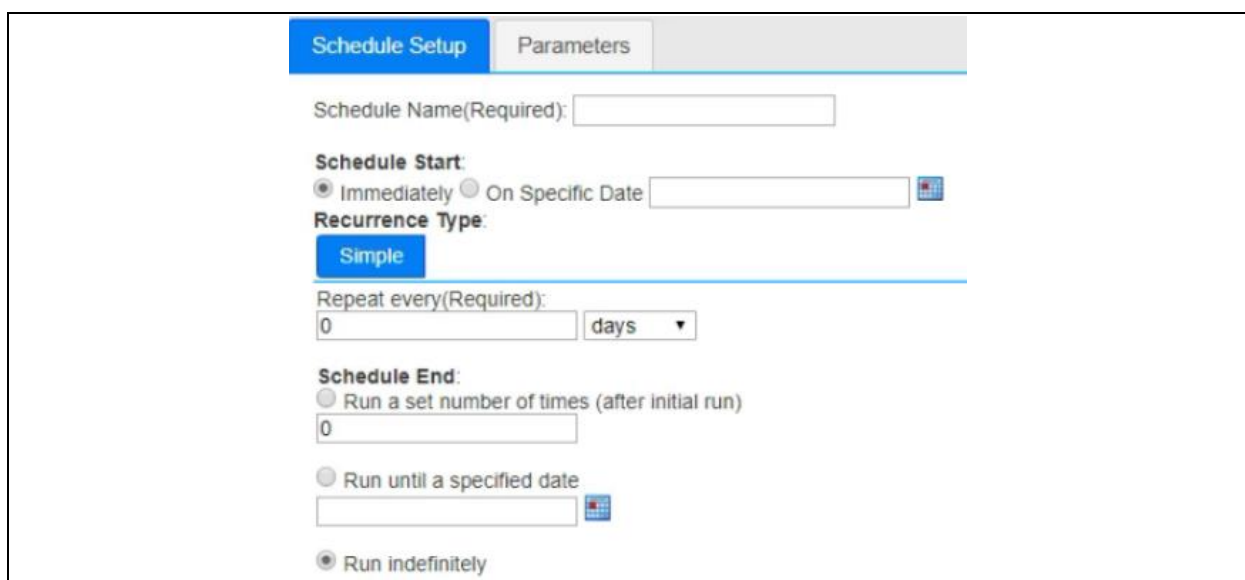 Schedule Setup Parameters
Schedule Name(Required):
Schedule Start:
Immediately On Specific Date
Recurrence Type:
Simple
Repeat every(Required):
0 days
Schedule End:
Run a set number of times (after initial run)
0
Run until a specified date
Run indefinitely